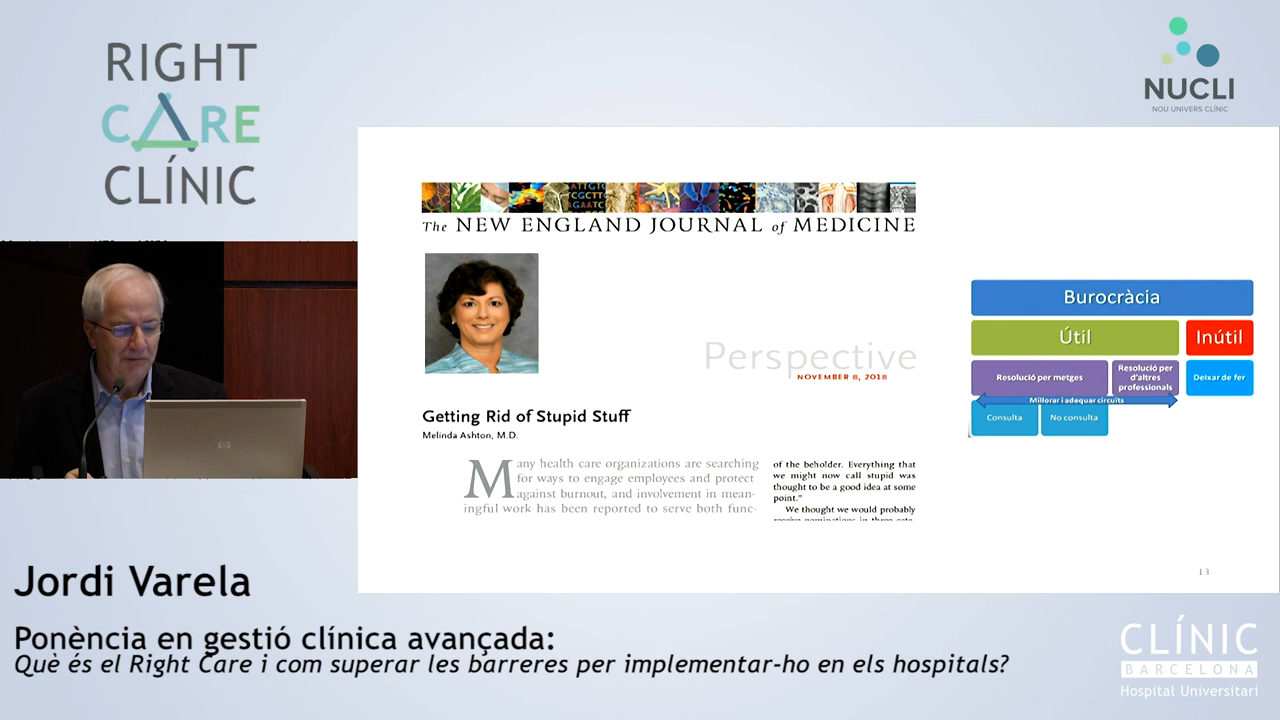 RIGHT
CARE
CLÍNIC
NUCLI
NOU UNIVERS CLÍNIC
The NEW ENGLAND JOURNAL of MEDICINE
Perspective
NOVEMBER 8, 2018
Getting Rid of Stupid Stuff
Melinda Ashton, M.D.
Many health care organizations are searching
for ways to engage employees and protect
against burnout, and involvement in mean-
ingful work has been reported to serve both func-
of the beholder. Everything that
we might now call stupid was
thought to be a good idea at some
point."
We thought we would probably
Burocràcia
Útil
Inútil
Resolució per metges
Resolució per
d'altres
professionals
Deixar de fer
Millorar i adequar circuits
Consulta
No consulta
13
Jordi Varela
Ponència en gestió clínica avançada:
Què és el Right Care i com superar les barreres per implementar-ho en els hospitals?
CLÍNIC
BARCELONA
Hospital Universitari